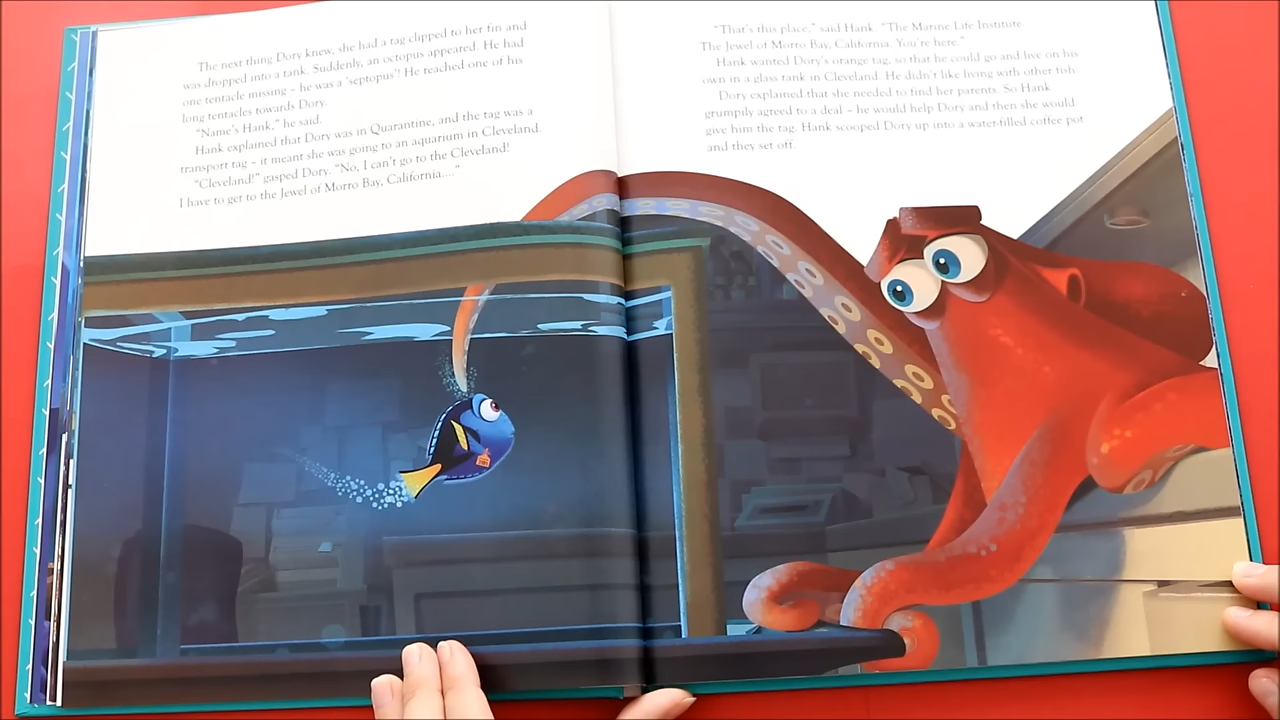 The next thing Dory knew, she had a tag clipped to her fin and
was dropped into a tank. Suddenly, an octopus appeared. He had
one tentacle missing – he was a 'septopus'! He reached one of his
long tentacles towards Dory.
"Name's Hank," he said.
Hank explained that Dory was in Quarantine, and the tag was a
transport tag – it meant she was going to an aquarium in Cleveland.
"Cleveland!" gasped Dory. "No, I can't go to the Cleveland!
I have to get to the Jewel of Morro Bay, California...."
"That's this place," said Hank. "The Marine Life Institute
The Jewel of Morro Bay, California. You're here."
Hank wanted Dory's orange tag, so that he could go and live on his
own in a glass tank in Cleveland. He didn't like living with other fish.
Dory explained that she needed to find her parents. So Hank
grumpily agreed to a deal – he would help Dory and then she would
give him the tag. Hank scooped Dory up into a water-filled coffee pot
and they set off.